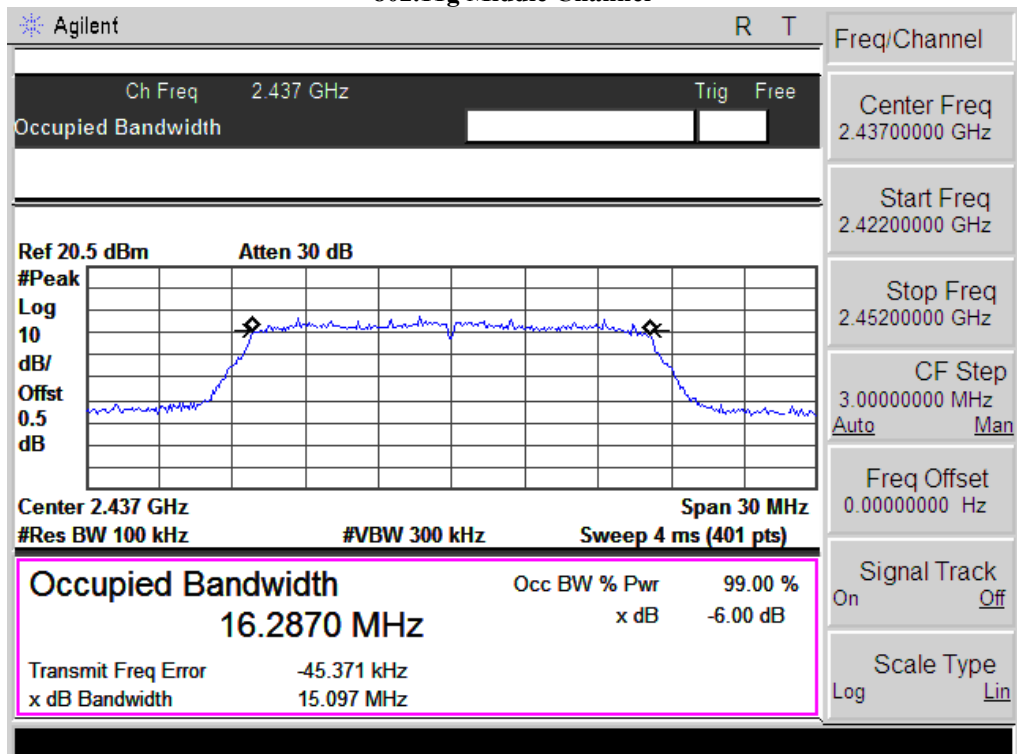 Agilent R T
Freq/Channel
Ch Freq 2.437 GHz Trig Free
Occupied Bandwidth
Center Freq
2.43700000 GHz
Start Freq
2.42200000 GHz
Ref 20.5 dBm Atten 30 dB
#Peak
Log
10
dB/
Offst
0.5
dB
Stop Freq
2.45200000 GHz
CF Step
3.00000000 MHz
Auto Man
Center 2.437 GHz Span 30 MHz
#Res BW 100 kHz #VBW 300 kHz Sweep 4 ms (401 pts)
Freq Offset
0.00000000 Hz
Occupied Bandwidth
16.2870 MHz
Occ BW % Pwr 99.00 %
x dB -6.00 dB
Transmit Freq Error -45.371 kHz
x dB Bandwidth 15.097 MHz
Signal Track
On Off
Scale Type
Log Lin